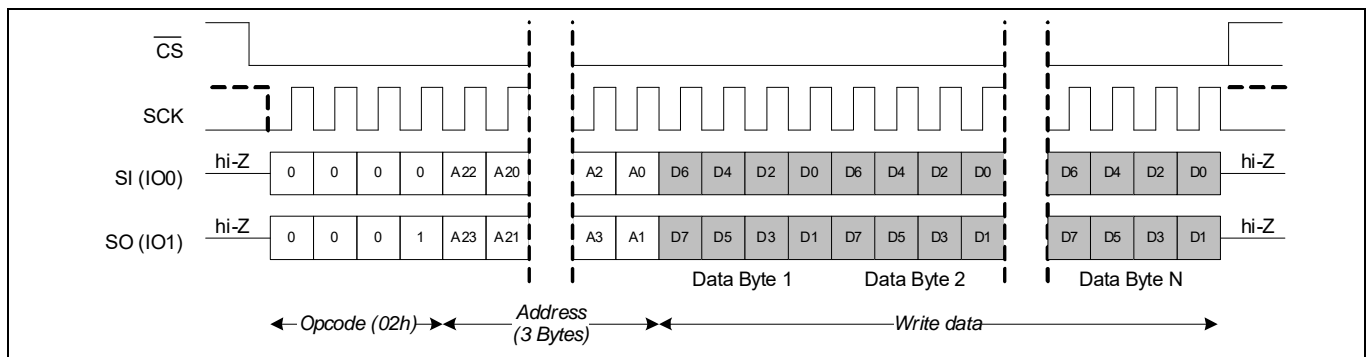 CS
SCK
SI (IO0) hi-Z 0 0 0 0 A22 A20 A2 A0 D6 D4 D2 D0 D6 D4 D2 D0 D6 D4 D2 D0 hi-Z
SO (IO1) hi-Z 0 0 0 1 A23 A21 A3 A1 D7 D5 D3 D1 D7 D5 D3 D1 D7 D5 D3 D1 hi-Z
Data Byte 1 Data Byte 2 Data Byte N
Opcode (02h) Address (3 Bytes) Write data